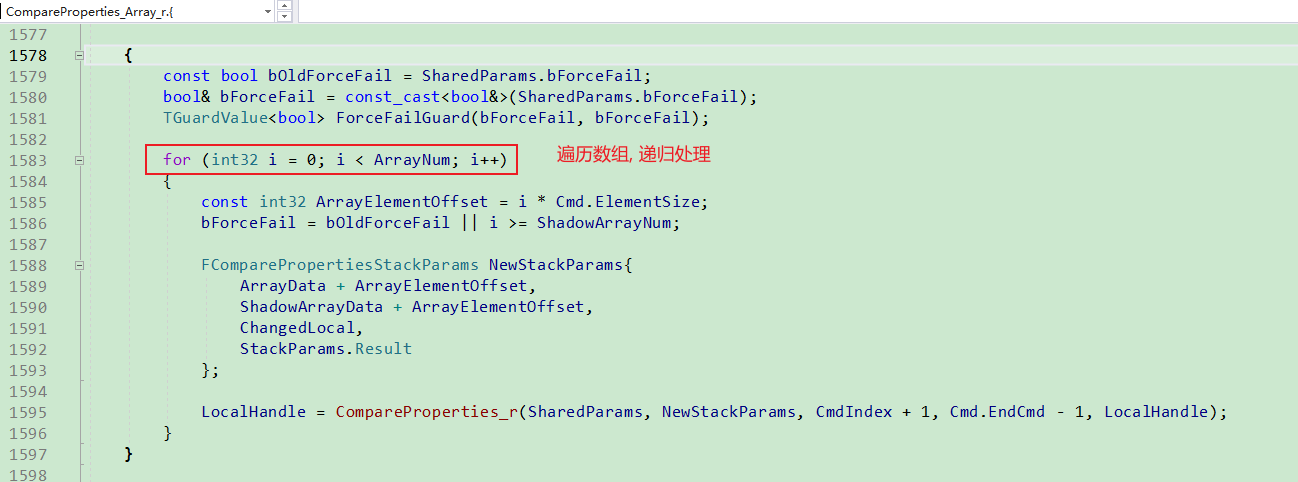 CompareProperties_Array_r.{
1577
1578 {
1579 const bool bOldForceFail = SharedParams.bForceFail;
1580 bool& bForceFail = const_cast<bool&>(SharedParams.bForceFail);
1581 TGuardValue<bool> ForceFailGuard(bForceFail, bForceFail);
1582
1583 for (int32 i = 0; i < ArrayNum; i++) 遍历数组, 递归处理
1584 {
1585 const int32 ArrayElementOffset = i * Cmd.ElementSize;
1586 bForceFail = bOldForceFail || i >= ShadowArrayNum;
1587
1588 FComparePropertiesStackParams NewStackParams{
1589 ArrayData + ArrayElementOffset,
1590 ShadowArrayData + ArrayElementOffset,
1591 ChangedLocal,
1592 StackParams.Result
1593 };
1594
1595 LocalHandle = CompareProperties_r(SharedParams, NewStackParams, CmdIndex + 1, Cmd.EndCmd - 1, LocalHandle);
1596 }
1597 }
1598